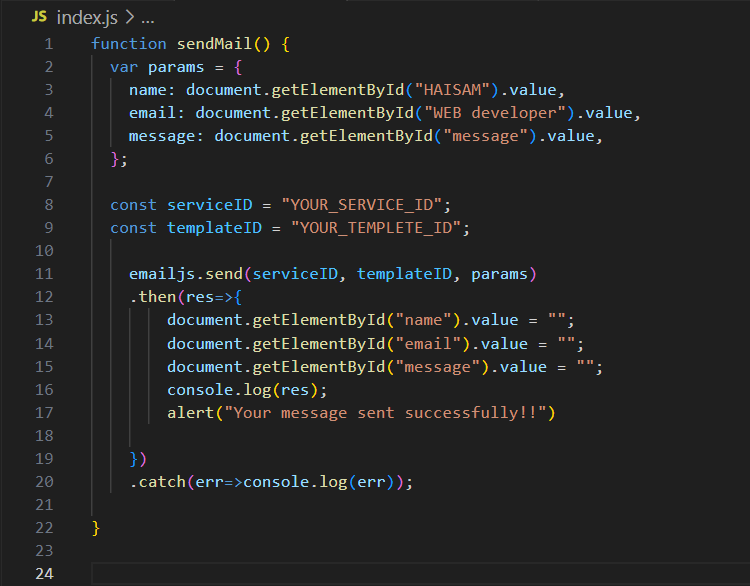 JS index.js > ...
1 function sendMail() {
2 var params = {
3 name: document.getElementById("HAISAM").value,
4 email: document.getElementById("WEB developer").value,
5 message: document.getElementById("message").value,
6 };
7
8 const serviceID = "YOUR_SERVICE_ID";
9 const templateID = "YOUR_TEMPLETE_ID";
10
11 emailjs.send(serviceID, templateID, params)
12 .then(res=>{
13 document.getElementById("name").value = "";
14 document.getElementById("email").value = "";
15 document.getElementById("message").value = "";
16 console.log(res);
17 alert("Your message sent successfully!!")
18
19 })
20 .catch(err=>console.log(err));
21
22 }
23
24